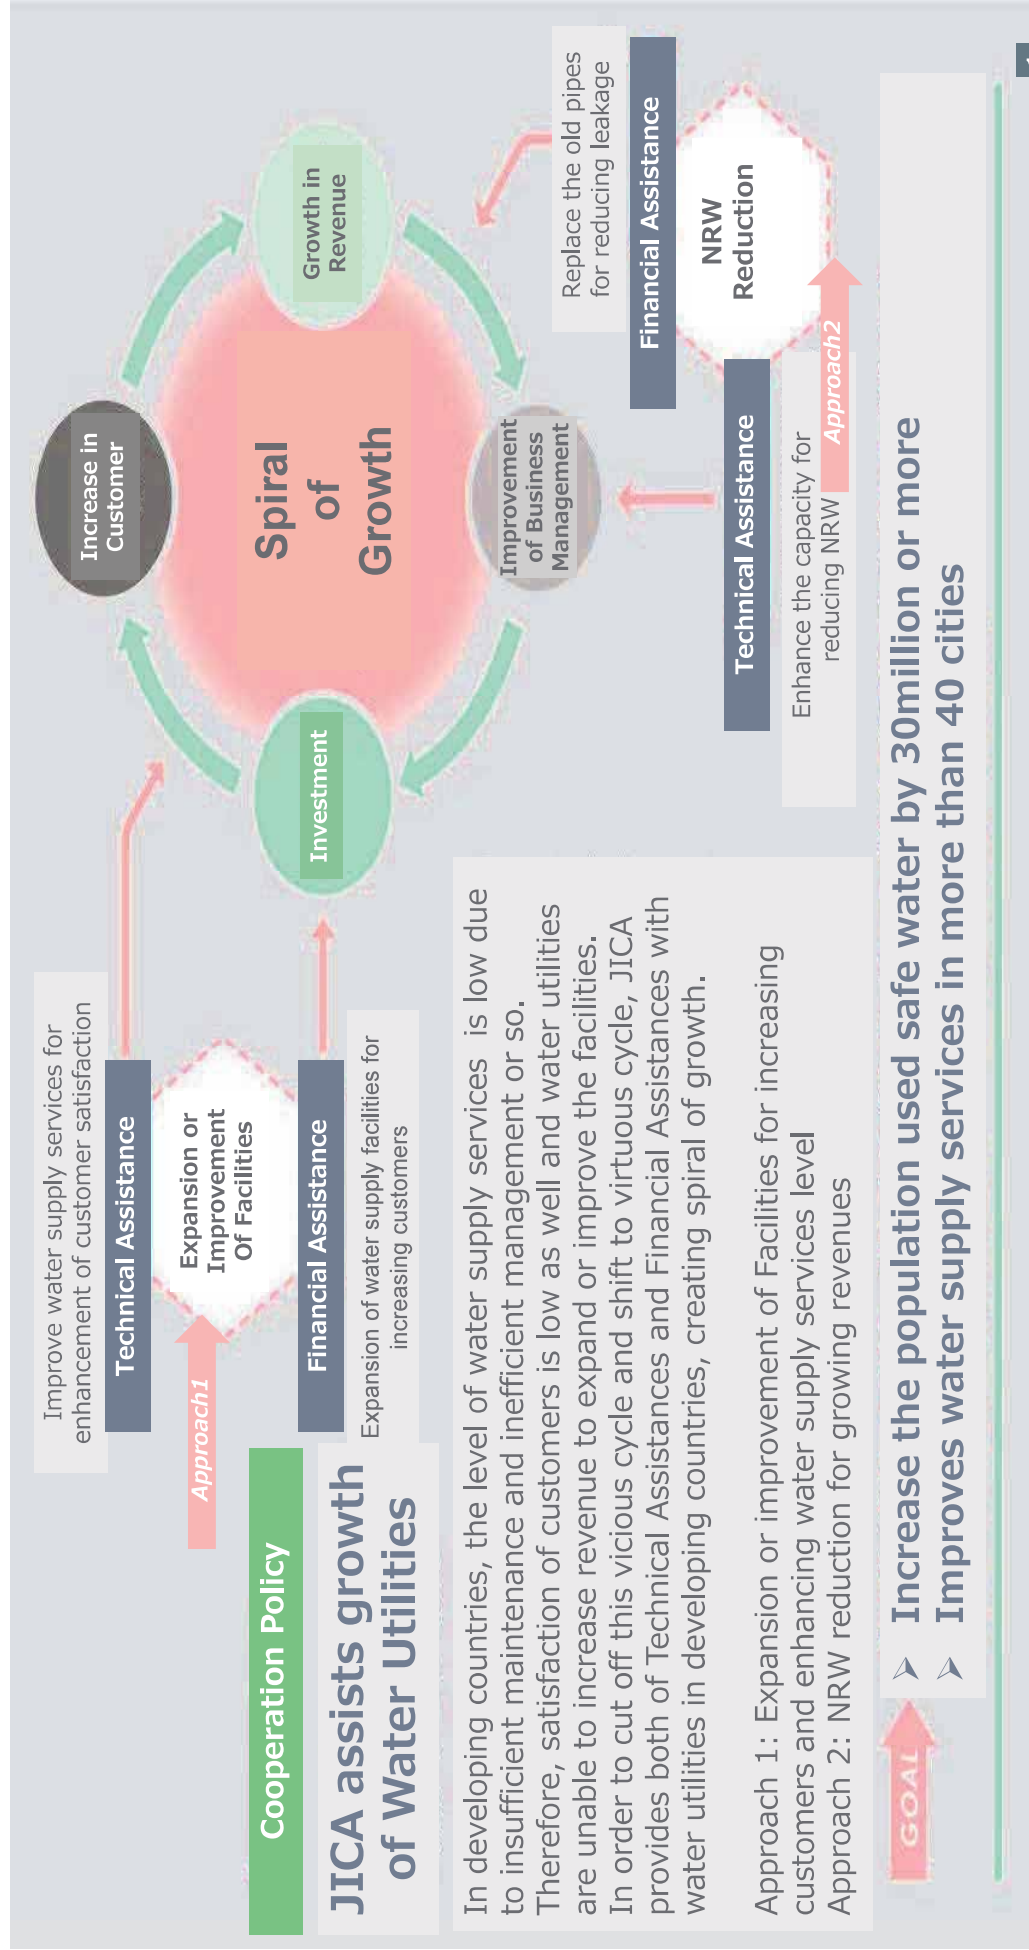 Cooperation Policy
JICA assists growth
of Water Utilities
Improve water supply services for
enhancement of customer satisfaction
Technical Assistance
Approach1
Expansion or
Improvement
Of Facilities
Financial Assistance
Expansion of water supply facilities for
increasing customers
Increase in
Customer
Growth in
Revenue
Spiral
of
Growth
Investment
Improvement
of Business
Management
Replace the old pipes
for reducing leakage
Financial Assistance
NRW
Reduction
Technical Assistance
Approach2
Enhance the capacity for
reducing NRW
In developing countries, the level of water supply services is low due
to insufficient maintenance and inefficient management or so.
Therefore, satisfaction of customers is low as well and water utilities
are unable to increase revenue to expand or improve the facilities.
In order to cut off this vicious cycle and shift to virtuous cycle, JICA
provides both of Technical Assistances and Financial Assistances with
water utilities in developing countries, creating spiral of growth.
Approach 1: Expansion or improvement of Facilities for increasing
customers and enhancing water supply services level
Approach 2: NRW reduction for growing revenues
GOAL
➢ Increase the population used safe water by 30million or more
➢ Improves water supply services in more than 40 cities